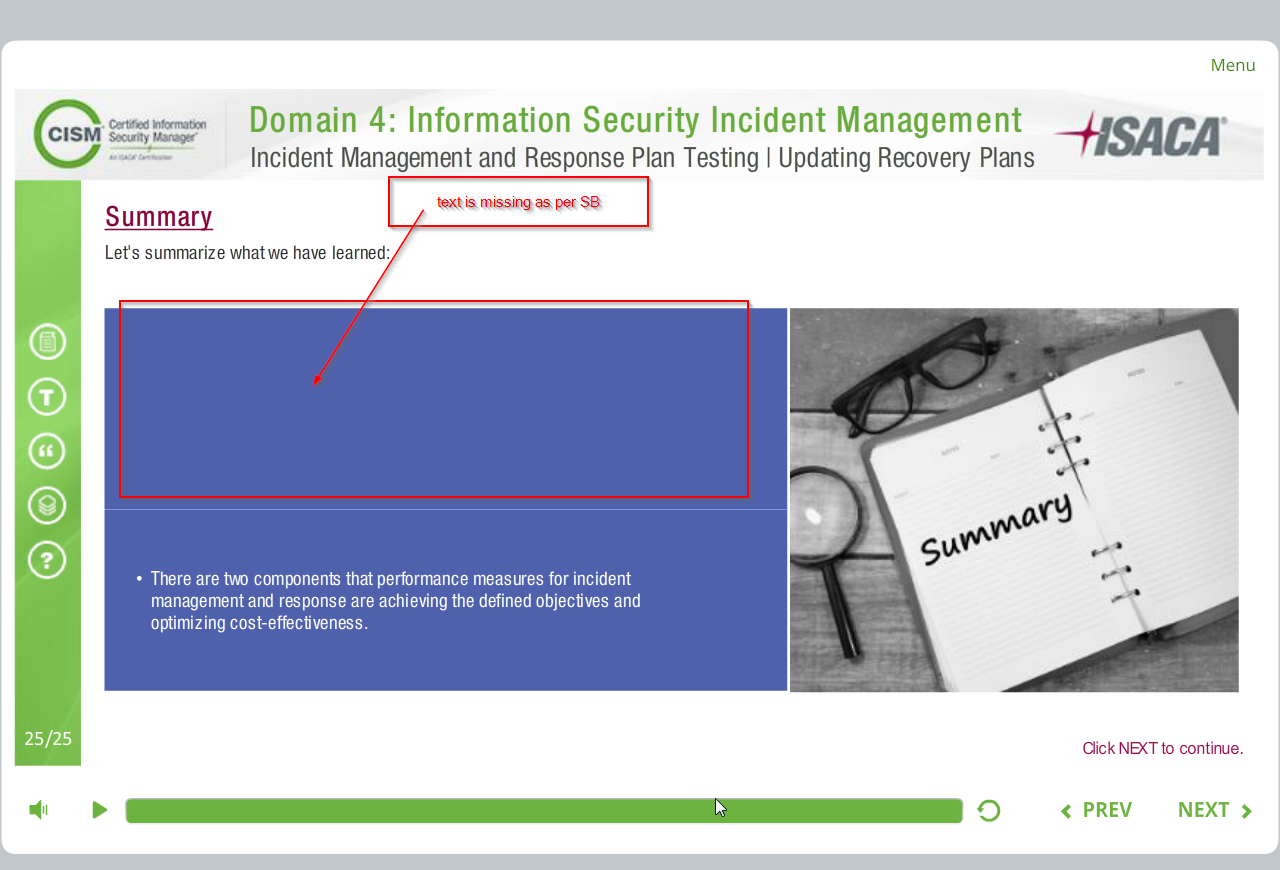 Menu
CISM
Certified Information
Security Manager®
An ISACA® Certification
Domain 4: Information Security Incident Management
Incident Management and Response Plan Testing | Updating Recovery Plans
ISACA®
text is missing as per SB
Summary
Let's summarize what we have learned:
NOTES
NOTES
Summary
• There are two components that performance measures for incident
management and response are achieving the defined objectives and
optimizing cost-effectiveness.
T
“
?
25/25
Click NEXT to continue.
PREV
NEXT